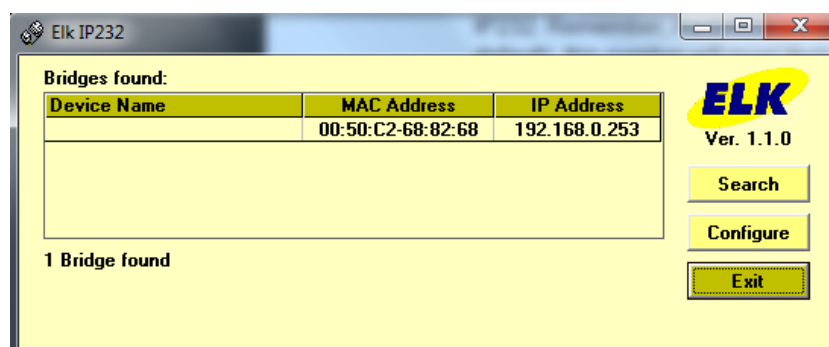 Elk IP232
Bridges found:
Device Name MAC Address IP Address
00:50:C2-68:82:68 192.168.0.253
1 Bridge found
ELK
Ver. 1.1.0
Search
Configure
Exit